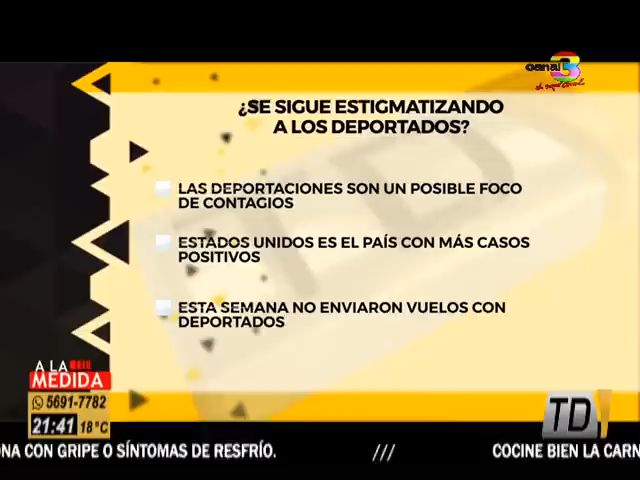 canal 3
¿SE SIGUE ESTIGMATIZANDO
A LOS DEPORTADOS?
LAS DEPORTACIONES SON UN POSIBLE FOCO
DE CONTAGIOS
ESTADOS UNIDOS ES EL PAÍS CON MÁS CASOS
POSITIVOS
ESTA SEMANA NO ENVIARON VUELOS CON
DEPORTADOS
A LA
MEDIDA
5691-7782
21:41 18°C
TD
ONA CON GRIPE O SÍNTOMAS DE RESFRÍO. /// COCINE BIEN LA CARN